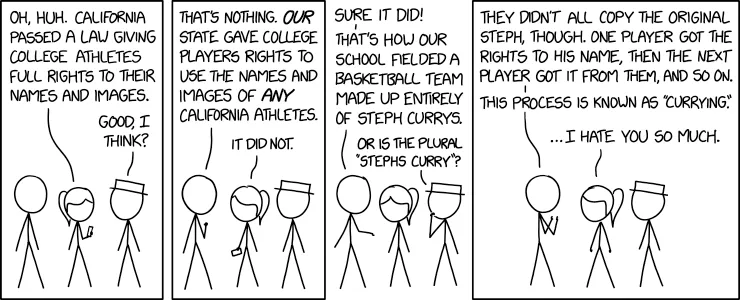 OH, HUH. CALIFORNIA
PASSED A LAW GIVING
COLLEGE ATHLETES
FULL RIGHTS TO THEIR
NAMES AND IMAGES.
GOOD, I
THINK?
THAT'S NOTHING. OUR
STATE GAVE COLLEGE
PLAYERS RIGHTS TO
USE THE NAMES AND
IMAGES OF ANY
CALIFORNIA ATHLETES.
IT DID NOT.
SURE IT DID!
THAT'S HOW OUR
SCHOOL FIELDED A
BASKETBALL TEAM
MADE UP ENTIRELY
OF STEPH CURRYS.
OR IS THE PLURAL
"STEPHS CURRY"?
THEY DIDN'T ALL COPY THE ORIGINAL
STEPH, THOUGH. ONE PLAYER GOT THE
RIGHTS TO HIS NAME, THEN THE NEXT
PLAYER GOT IT FROM THEM, AND SO ON.
THIS PROCESS IS KNOWN AS "CURRYING."
...I HATE YOU SO MUCH.